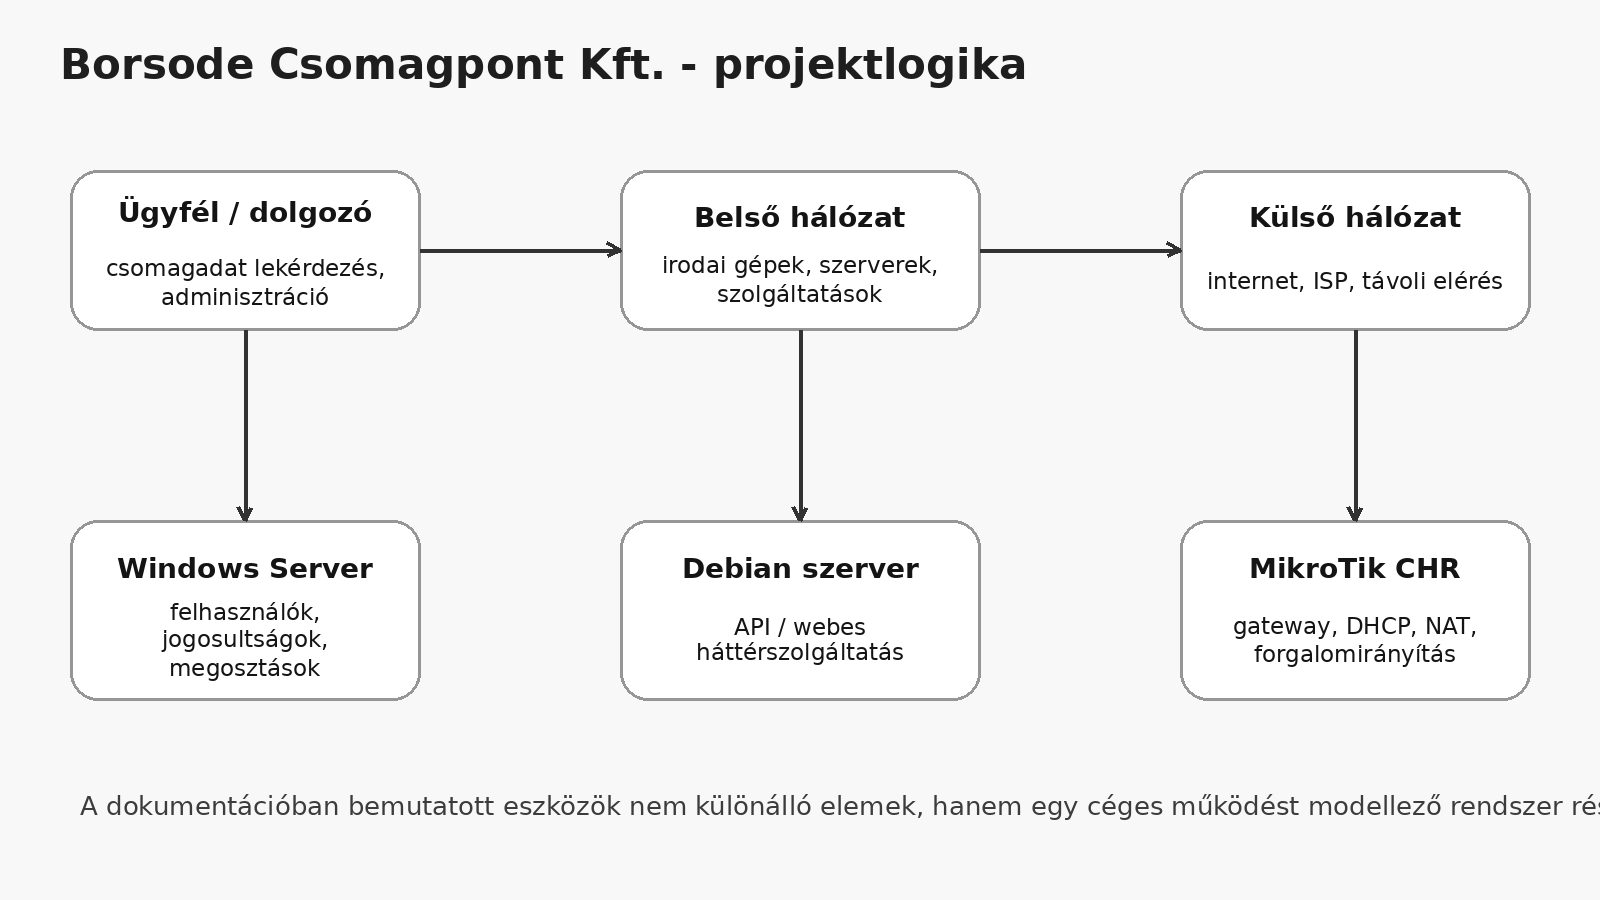 Borsode Csomagpont Kft. - projektlogika
Ügyfél / dolgozó
csomagadat lekérdezés,
adminisztráció
Belső hálózat
irodai gépek, szerverek,
szolgáltatások
Külső hálózat
internet, ISP, távoli elérés
Windows Server
felhasználók,
jogosultságok,
megosztások
Debian szerver
API / webes
háttérszolgáltatás
MikroTik CHR
gateway, DHCP, NAT,
forgalomirányítás
A dokumentációban bemutatott eszközök nem különálló elemek, hanem egy céges működést modellező rendszer